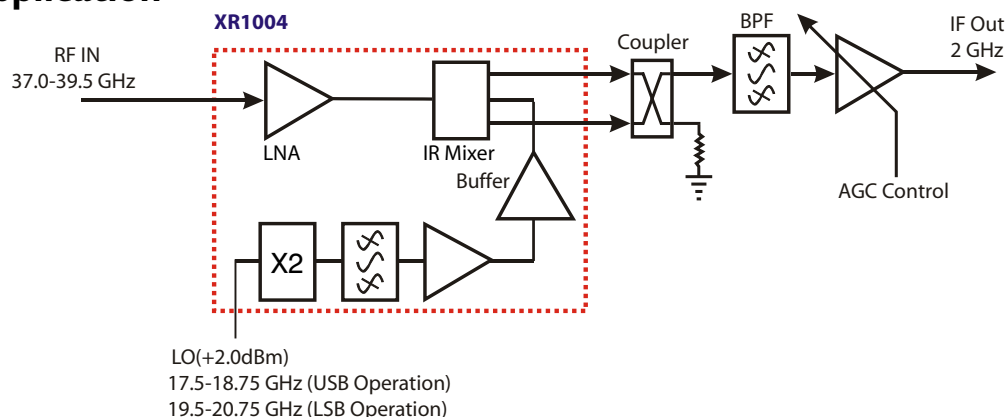 XR1004
RF IN
37.0-39.5 GHz
LNA
IR Mixer
Buffer
Coupler
BPF
IF Out
2 GHz
AGC Control
X2
LO(+2.0dBm)
17.5-18.75 GHz (USB Operation)
19.5-20.75 GHz (LSB Operation)